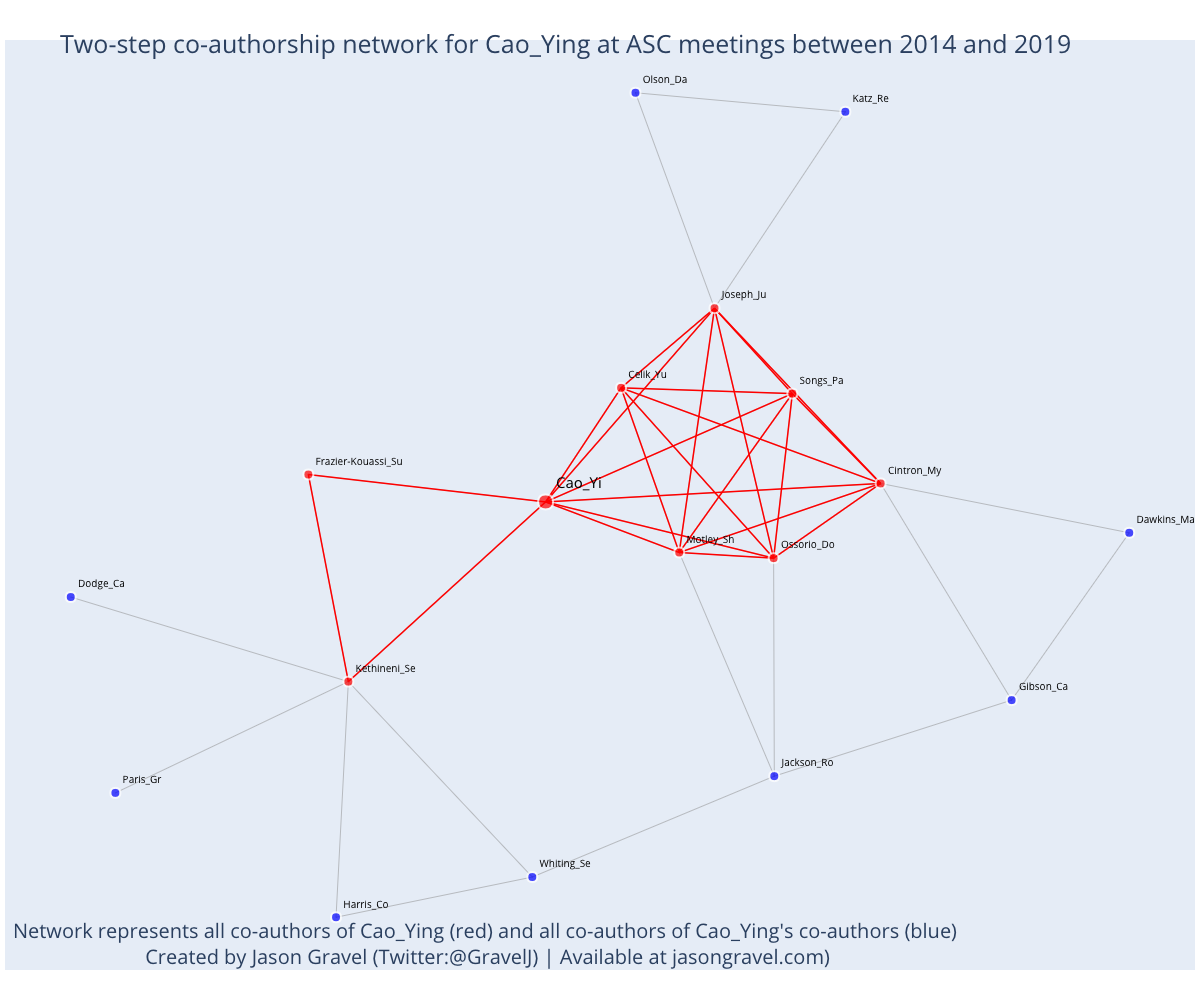 Two-step co-authorship network for Cao_Ying at ASC meetings between 2014 and 2019
Olson_Da
Katz_Re
Joseph_Ju
Celik_Yu
Songs_Pa
Frazier-Kouassi_Su
Cintron_My
Cao_Yi
Dawkins_Ma
Motley_Sh
Ossorio_Do
Dodge_Ca
Kethineni_Se
Gibson_Ca
Jackson_Ro
Paris_Gr
Whiting_Se
Harris_Co
Network represents all co-authors of Cao_Ying (red) and all co-authors of Cao_Ying's co-authors (blue)
Created by Jason Gravel (Twitter:@GravelJ) | Available at jasongravel.com)